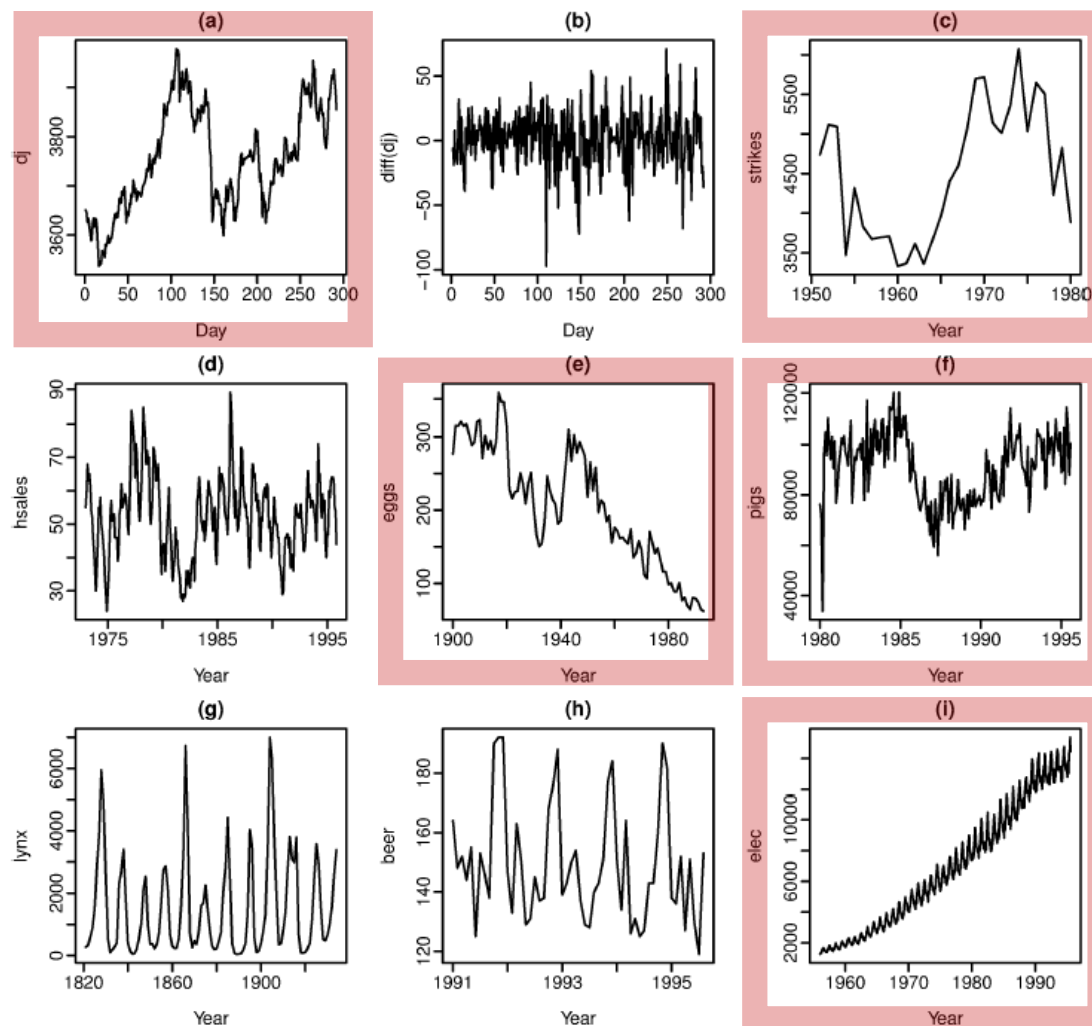 (a)
dj
3600 3800
0 50 100 150 200 250 300
Day
(b)
diff(dj)
−100 −50 0 50
0 50 100 150 200 250 300
Day
(c)
strikes
3500 4500 5500
1950 1960 1970 1980
Year
(d)
hsales
30 50 70 90
1975 1985 1995
Year
(e)
eggs
100 200 300
1900 1940 1980
Year
(f)
pigs
40000 80000 120000
1980 1985 1990 1995
Year
(g)
lynx
0 2000 4000 6000
1820 1860 1900
Year
(h)
beer
120 140 160 180
1991 1993 1995
Year
(i)
elec
2000 6000 10000
1960 1970 1980 1990
Year